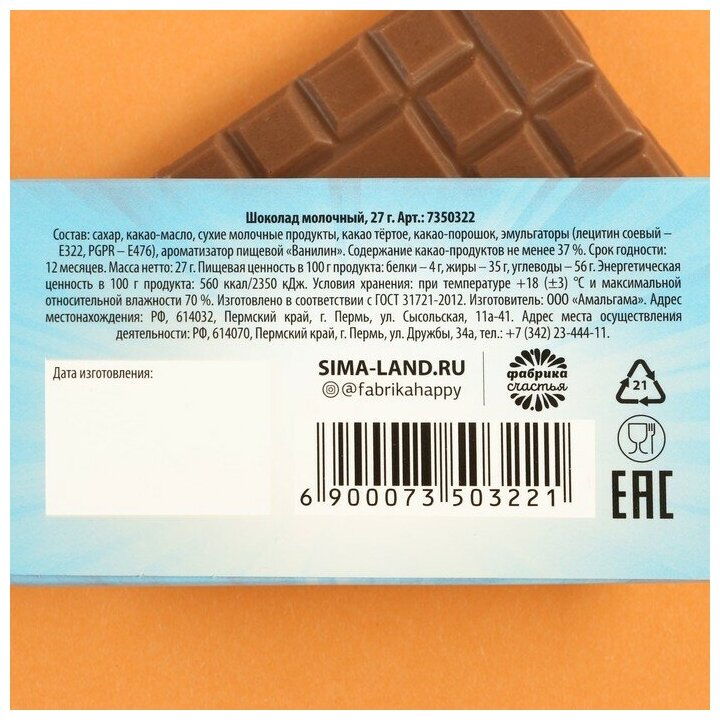 Шоколад молочный, 27 г. Арт.: 7350322
Состав: сахар, какао-масло, сухие молочные продукты, какао тёртое, какао-порошок, эмульгаторы (лецитин соевый –
Е322, PGPR – Е476), ароматизатор пищевой «Ванилин». Содержание какао-продуктов не менее 37 %. Срок годности:
12 месяцев. Масса нетто: 27 г. Пищевая ценность в 100 г продукта: белки – 4 г, жиры – 35 г, углеводы – 56 г. Энергетическая
ценность в 100 г продукта: 560 ккал/2350 кДж. Условия хранения: при температуре +18 (±3) °С и максимальной
относительной влажности 70 %. Изготовлено в соответствии с ГОСТ 31721-2012. Изготовитель: ООО «Амальгама». Адрес
местонахождения: РФ, 614032, Пермский край, г. Пермь, ул. Сысольская, 11а-41. Адрес места осуществления
деятельности: РФ, 614070, Пермский край, г. Пермь, ул. Дружбы, 34а, тел.: +7 (342) 23-444-11.
Дата изготовления:
SIMA-LAND.RU
@fabrikahappy
фабрика
счастья
21
EAC
6 900073 503221